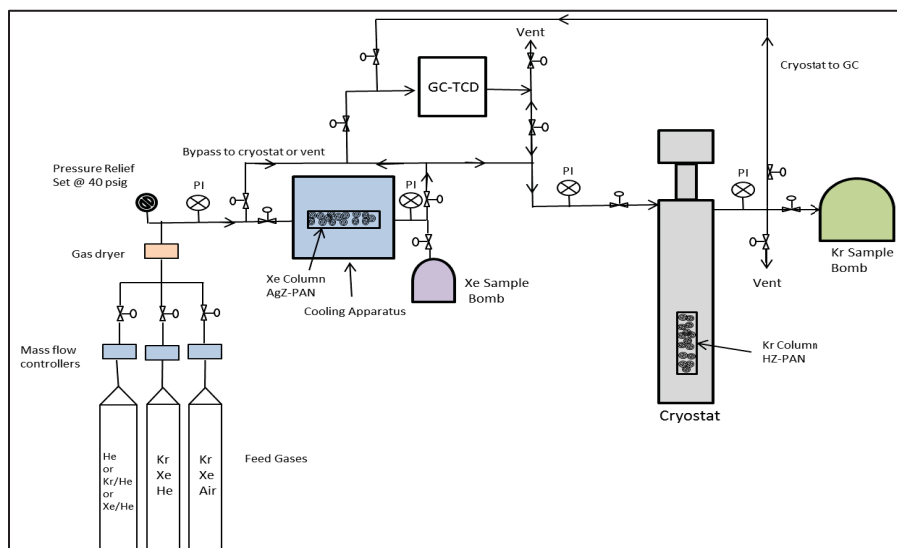 Vent
GC-TCD
Cryostat to GC
Bypass to cryostat or vent
Pressure Relief
Set @ 40 psig
PI
PI
PI
PI
Gas dryer
Xe Column
AgZ-PAN
Cooling Apparatus
Xe Sample
Bomb
Kr Sample
Bomb
Vent
Mass flow
controllers
Kr Column
HZ-PAN
Cryostat
He
or
Kr/He
or
Xe/He
Kr
Xe
He
Kr
Xe
Air
Feed Gases